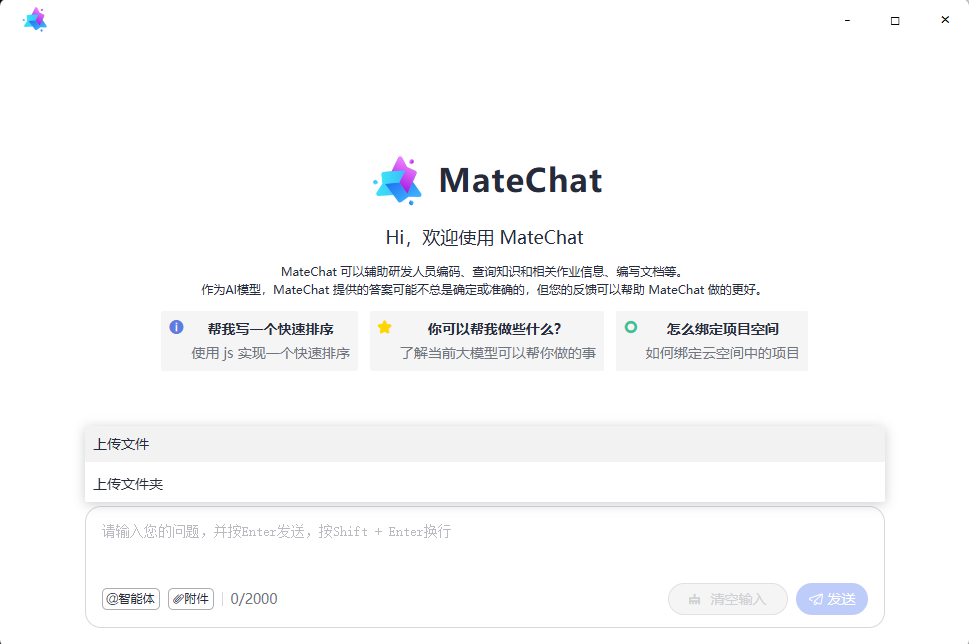 MateChat
Hi，欢迎使用 MateChat
MateChat 可以辅助研发人员编码、查询知识和相关作业信息、编写文档等。
作为AI模型，MateChat 提供的答案可能不总是确定或准确的，但您的反馈可以帮助 MateChat 做的更好。
帮我写一个快速排序
使用 js 实现一个快速排序
你可以帮我做些什么?
了解当前大模型可以帮你做的事
怎么绑定项目空间
如何绑定云空间中的项目
上传文件
上传文件夹
请输入您的问题，并按Enter发送，按Shift + Enter换行
@智能体 附件 0/2000 清空输入 发送